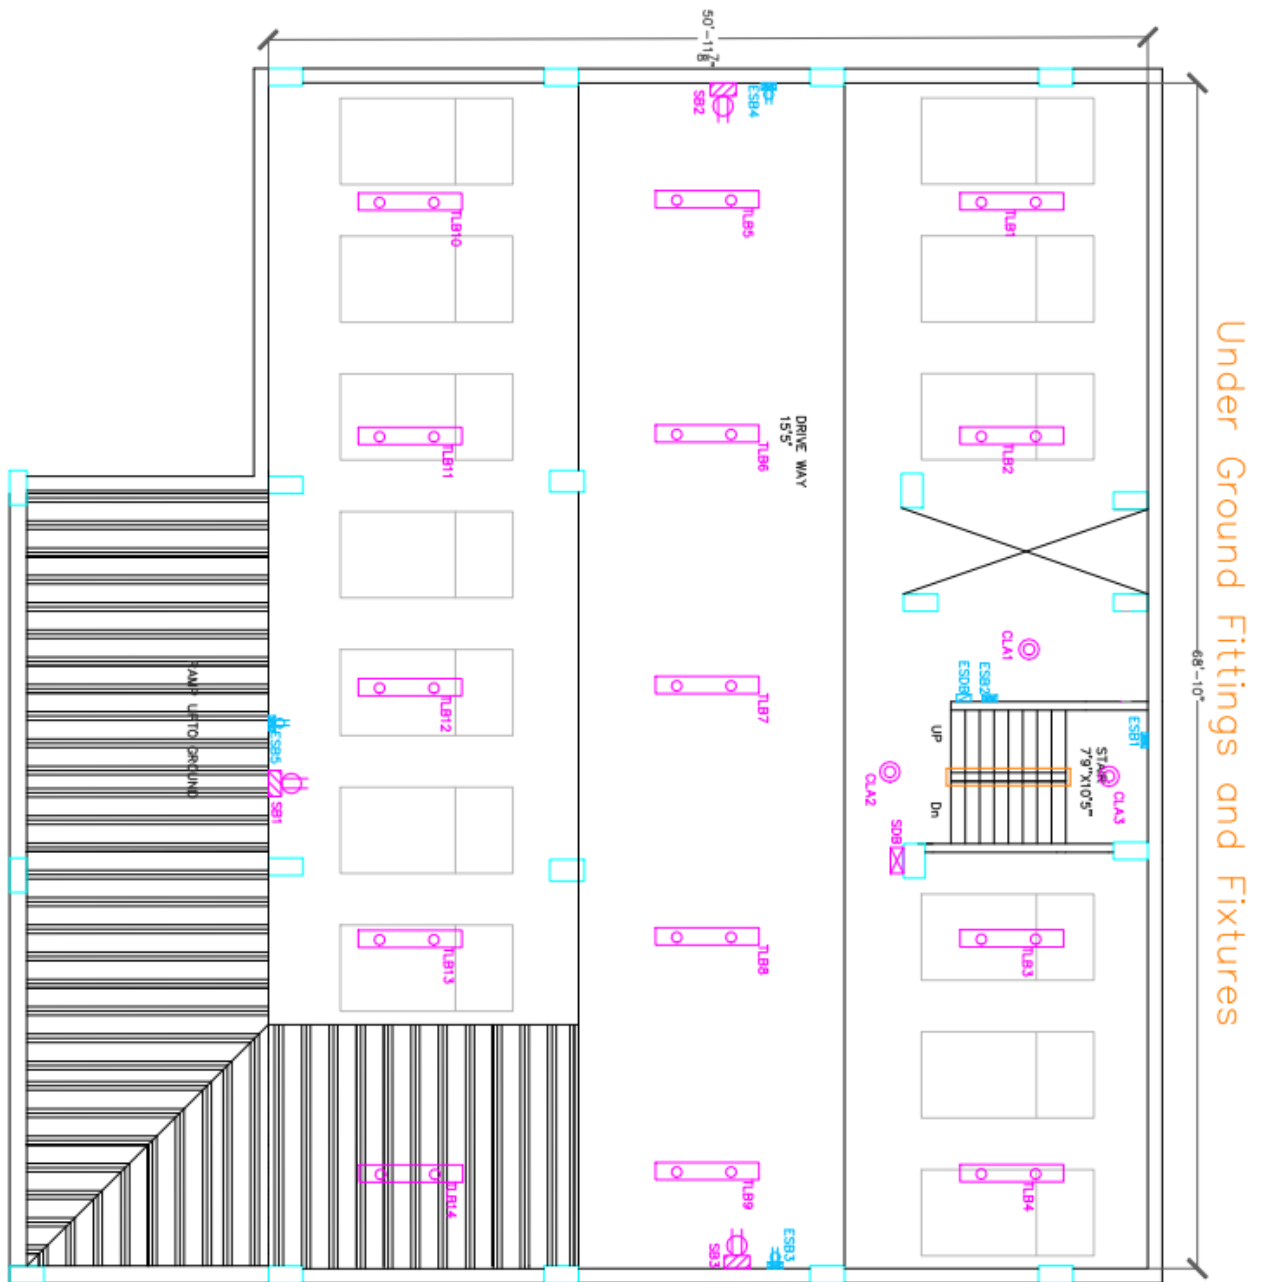 Under Ground Fittings and Fixtures
68'-10"
50'-11⅞"
TLB1
TLB2
CLA1
ESDB
ESB2
ESB1
UP
Dn
STAIR
7'9"X10'5"
CLA3
CLA2
SDB
TLB3
TLB4
SB2
ESB4
TLB5
TLB6
DRIVE WAY
15'5"
TLB7
TLB8
TLB9
SB3
ESB3
TLB10
TLB11
TLB12
ESB5
SB1
TLB13
TLB14
RAMP UPTO GROUND